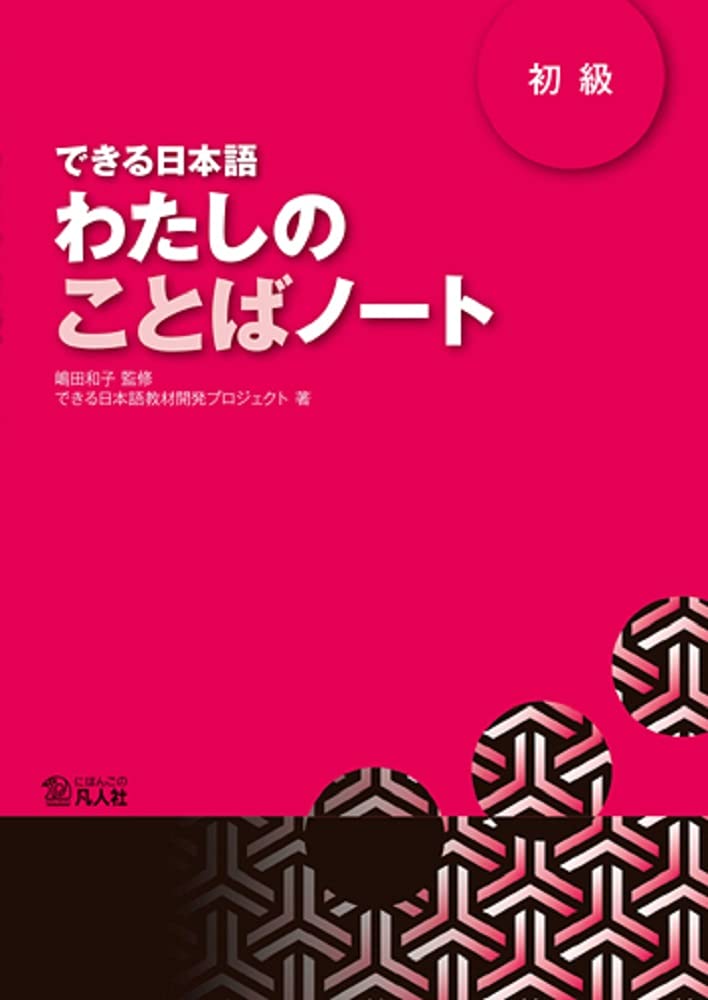 初級
できる日本語
わたしの
ことばノート
嶋田和子 監修
できる日本語教材開発プロジェクト 著
にほんごの
凡人社